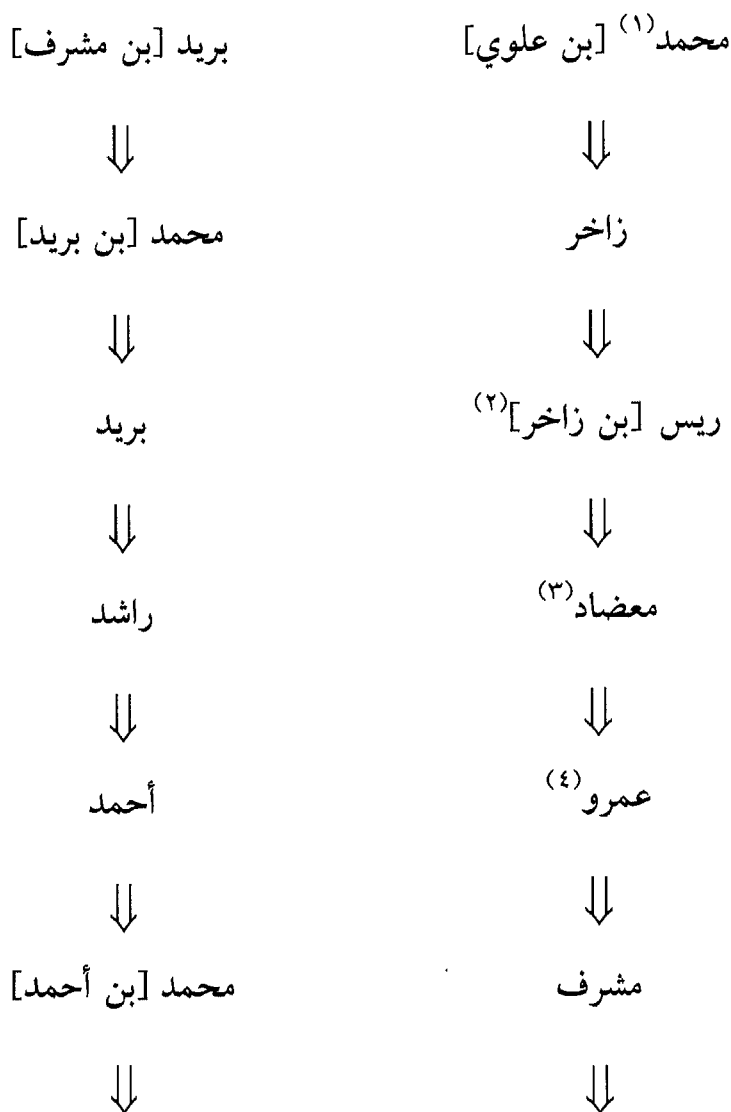 محمد(١) [بن علوي]
⇓
زاخر
⇓
ريس [بن زاخر](٢)
⇓
معضاد(٣)
⇓
عمرو(٤)
⇓
مشرف
⇓
بريد [بن مشرف]
⇓
محمد [بن بريد]
⇓
بريد
⇓
راشد
⇓
أحمد
⇓
محمد [بن أحمد]
⇓